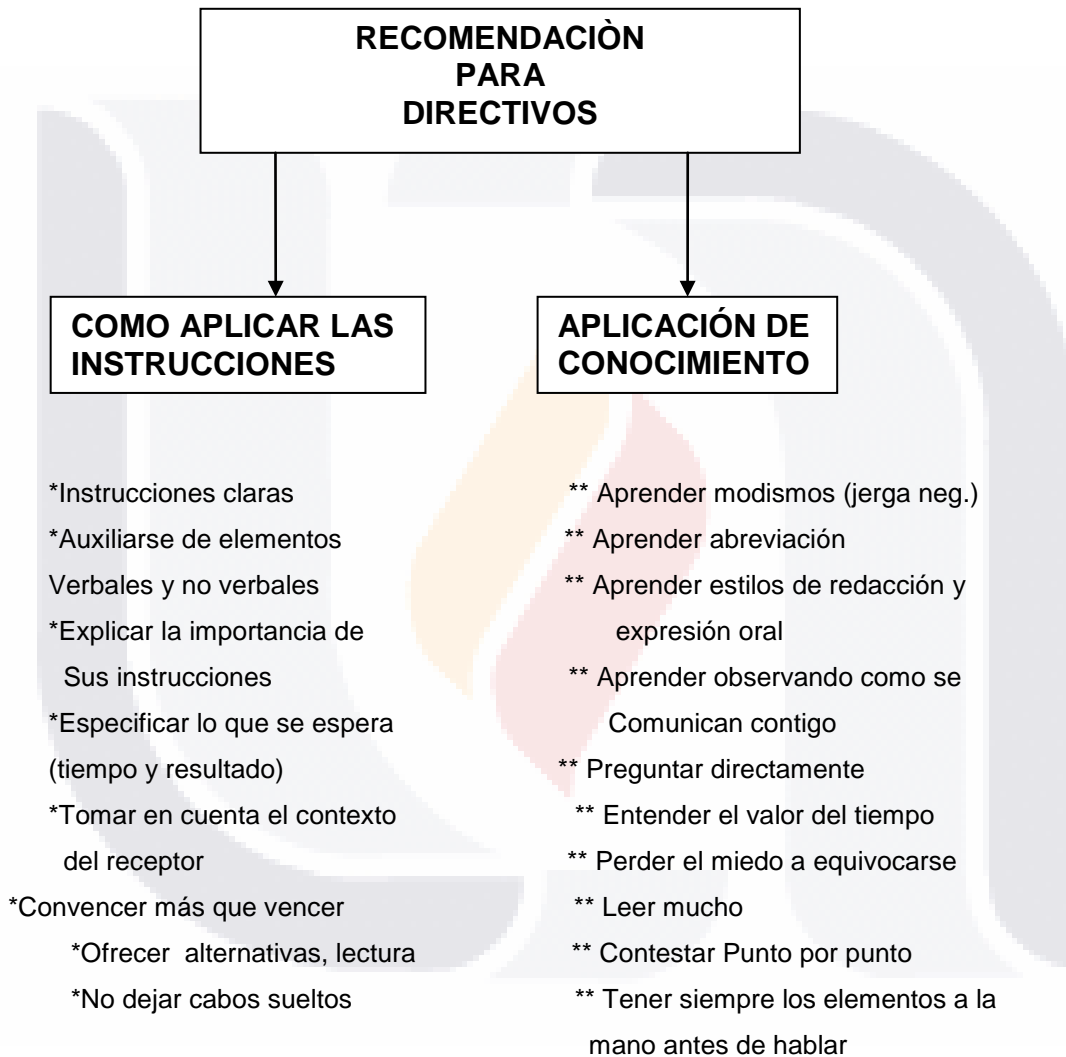 RECOMENDACIÒN
PARA
DIRECTIVOS
COMO APLICAR LAS
INSTRUCCIONES
*Instrucciones claras
*Auxiliarse de elementos
Verbales y no verbales
*Explicar la importancia de
Sus instrucciones
*Especificar lo que se espera
(tiempo y resultado)
*Tomar en cuenta el contexto
del receptor
*Convencer más que vencer
*Ofrecer alternativas, lectura
*No dejar cabos sueltos
APLICACIÓN DE
CONOCIMIENTO
** Aprender modismos (jerga neg.)
** Aprender abreviación
** Aprender estilos de redacción y
expresión oral
** Aprender observando como se
Comunican contigo
** Preguntar directamente
** Entender el valor del tiempo
** Perder el miedo a equivocarse
** Leer mucho
** Contestar Punto por punto
** Tener siempre los elementos a la
mano antes de hablar